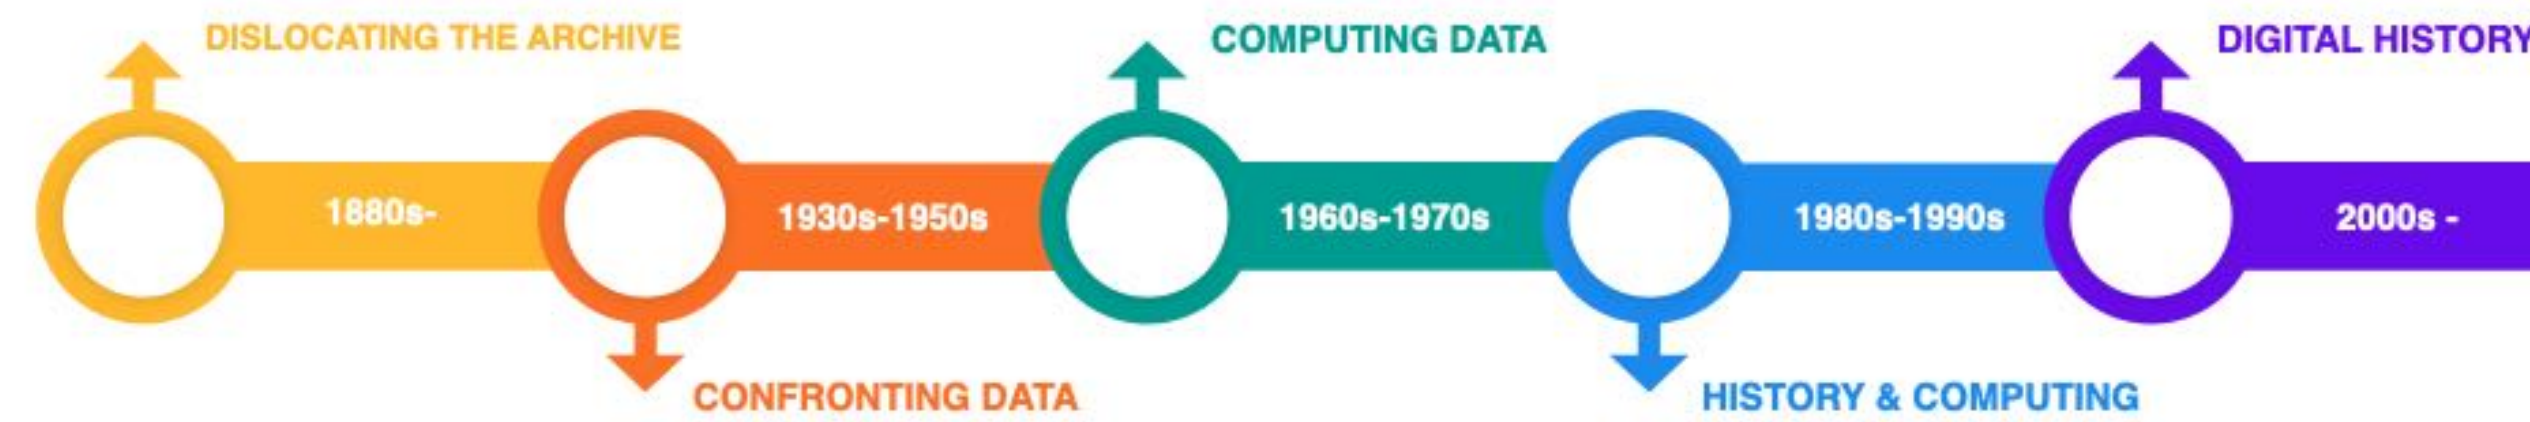 DISLOCATING THE ARCHIVE
COMPUTING DATA
DIGITAL HISTORY
1880s-
1930s-1950s
1960s-1970s
1980s-1990s
2000s -
CONFRONTING DATA
HISTORY & COMPUTING